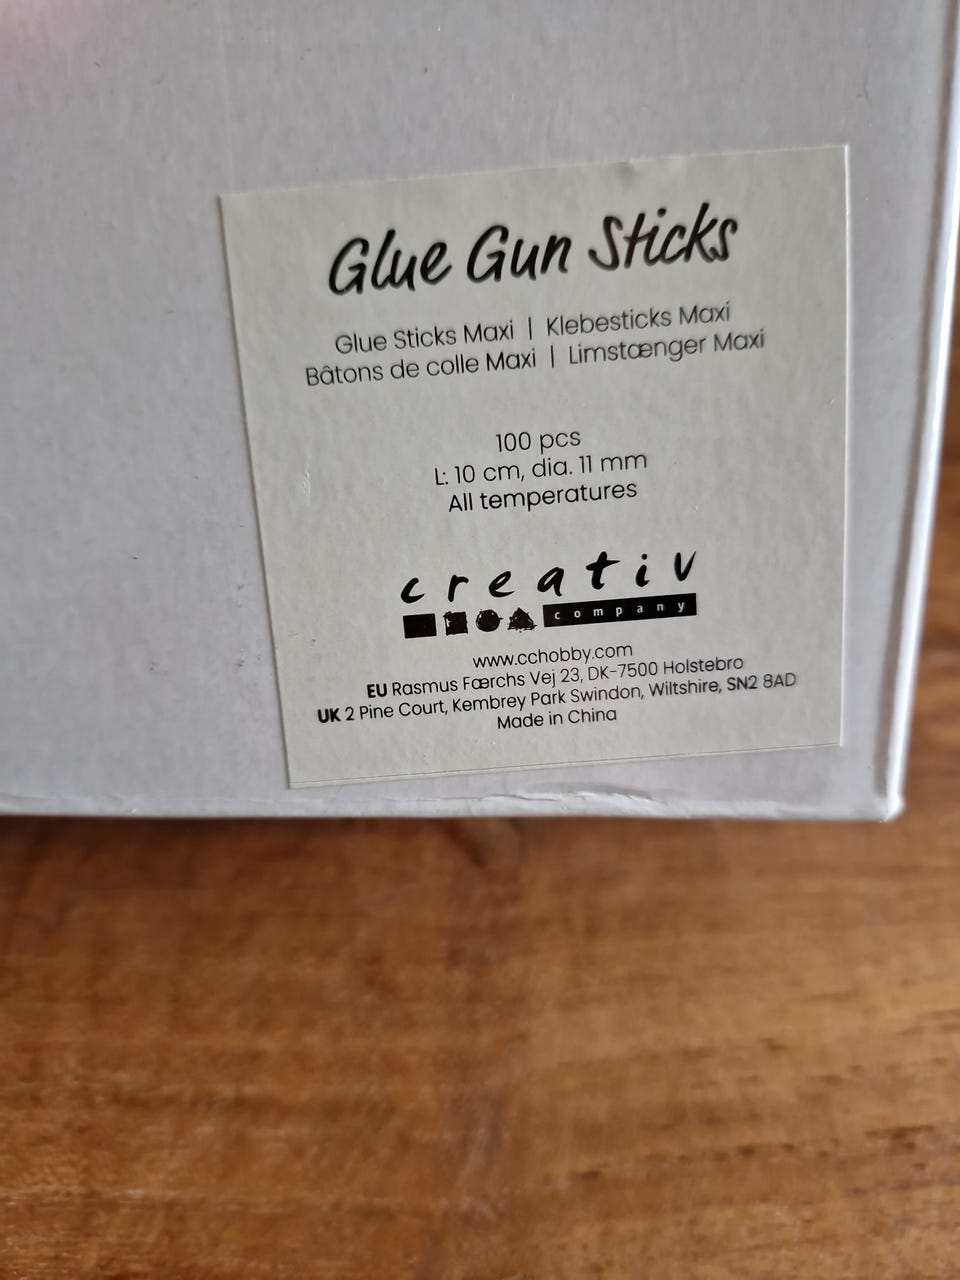 Glue Gun Sticks
Glue Sticks Maxi | Klebesticks Maxi
Bâtons de colle Maxi | Limstænger Maxi
100 pcs
L: 10 cm, dia. 11 mm
All temperatures
creativ
company
www.cchobby.com
EU Rasmus Færchs Vej 23, DK-7500 Holstebro
UK 2 Pine Court, Kembrey Park Swindon, Wiltshire, SN2 8AD
Made in China